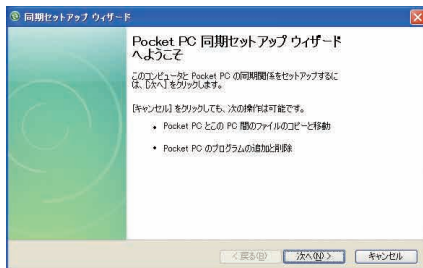 同期セットアップ ウィザード
Pocket PC 同期セットアップ ウィザード
へようこそ
このコンピュータと Pocket PC の同期関係をセットアップするに
は、[次へ] をクリックします。
[キャンセル] をクリックしても、次の操作は可能です。
• Pocket PC とこの PC 間のファイルのコピーと移動
• Pocket PC のプログラムの追加と削除
< 戻る(B)
次へ(N) >
キャンセル